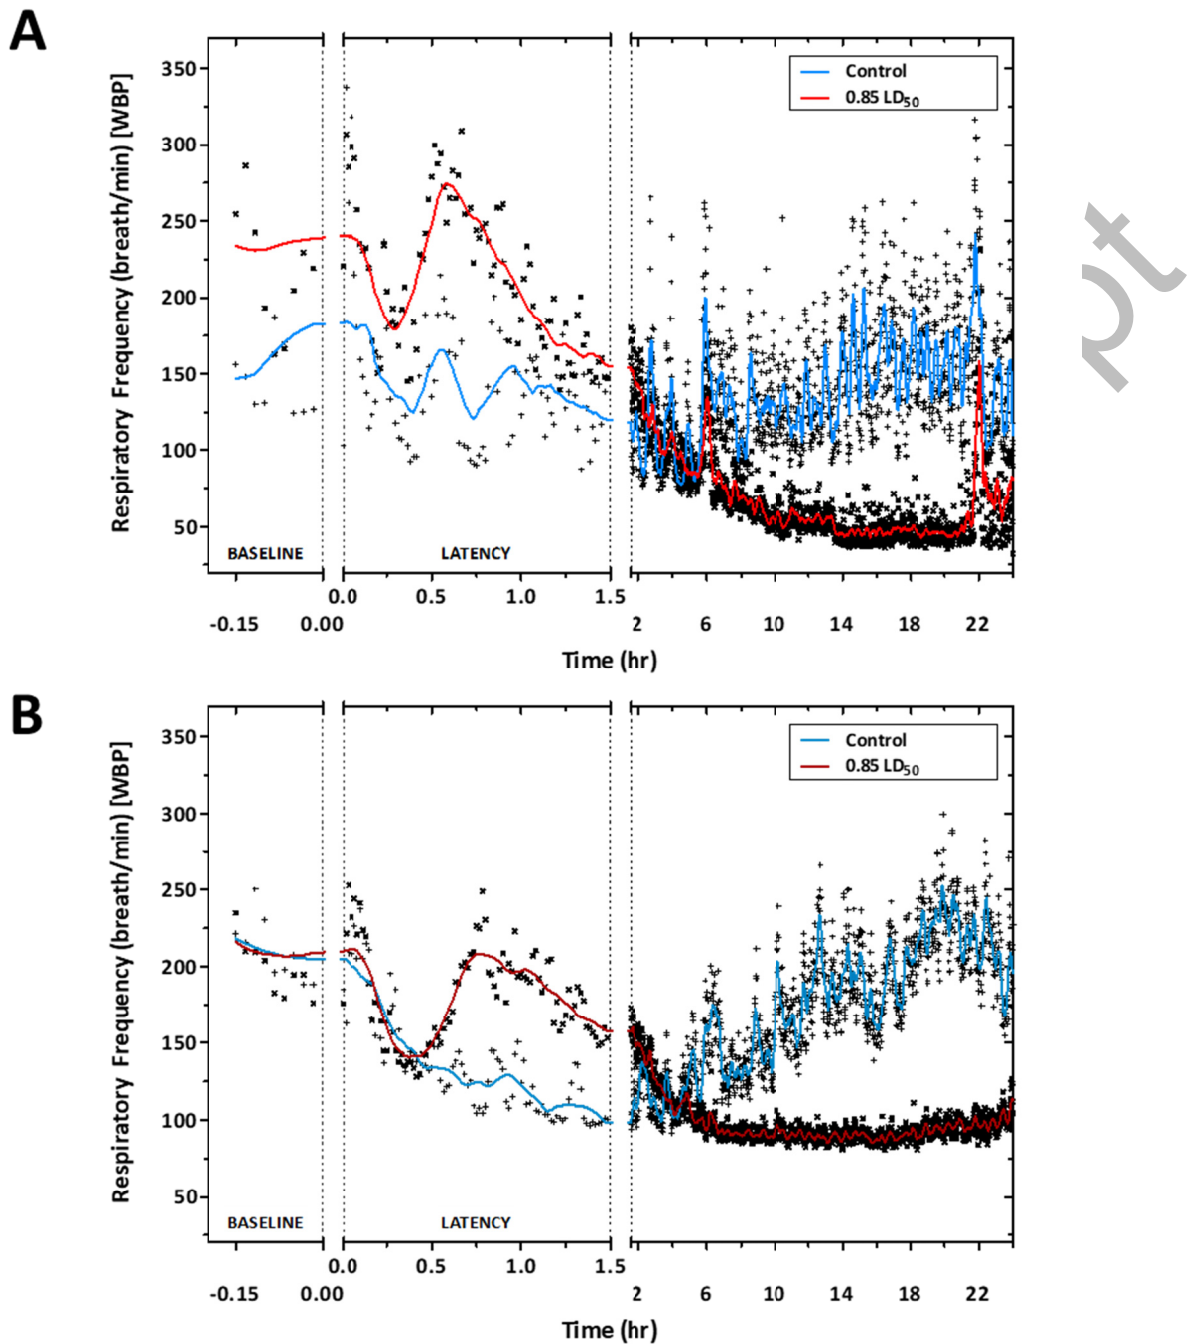 A
Respiratory Frequency (breath/min) [WBP]
350
300
250
200
150
100
50
Control
0.85 LD50
BASELINE
LATENCY
0.0 0.5 1.0 1.5
-0.15 0.00 2 6 10 14 18 22
Time (hr)
pt
B
Respiratory Frequency (breath/min) [WBP]
350
300
250
200
150
100
50
Control
0.85 LD50
BASELINE
LATENCY
0.0 0.5 1.0 1.5
-0.15 0.00 2 6 10 14 18 22
Time (hr)